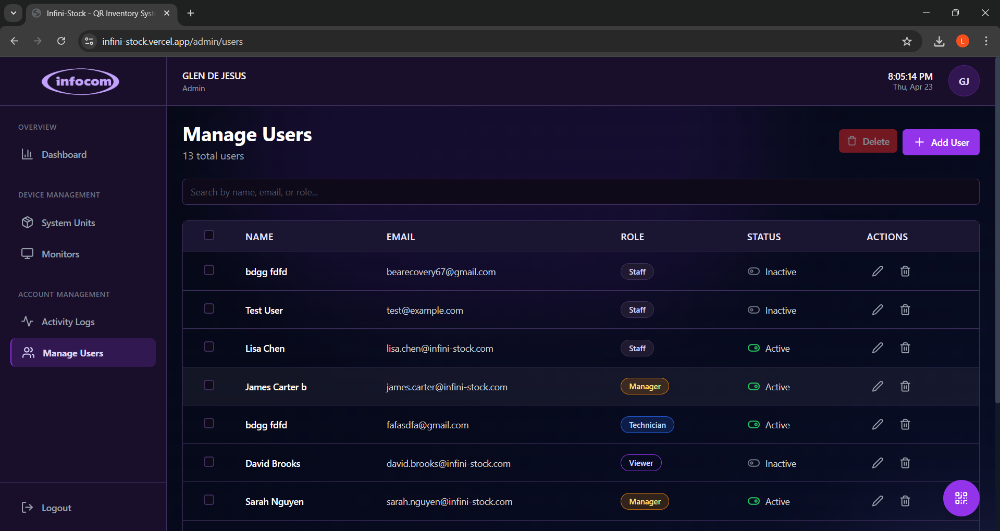 Infini-Stock - QR Inventory Syst
infini-stock.vercel.app/admin/users
L
infocom
GLEN DE JESUS
Admin
8:05:14 PM
Thu, Apr 23
GJ
OVERVIEW
Dashboard
DEVICE MANAGEMENT
System Units
Monitors
ACCOUNT MANAGEMENT
Activity Logs
Manage Users
Logout
Manage Users
13 total users
Delete
Add User
Search by name, email, or role...
NAME EMAIL ROLE STATUS ACTIONS
bdgg fdfd bearecovery67@gmail.com Staff Inactive
Test User test@example.com Staff Inactive
Lisa Chen lisa.chen@infini-stock.com Staff Active
James Carter b james.carter@infini-stock.com Manager Active
bdgg fdfd fafasdfa@gmail.com Technician Active
David Brooks david.brooks@infini-stock.com Viewer Inactive
Sarah Nguyen sarah.nguyen@infini-stock.com Manager Active